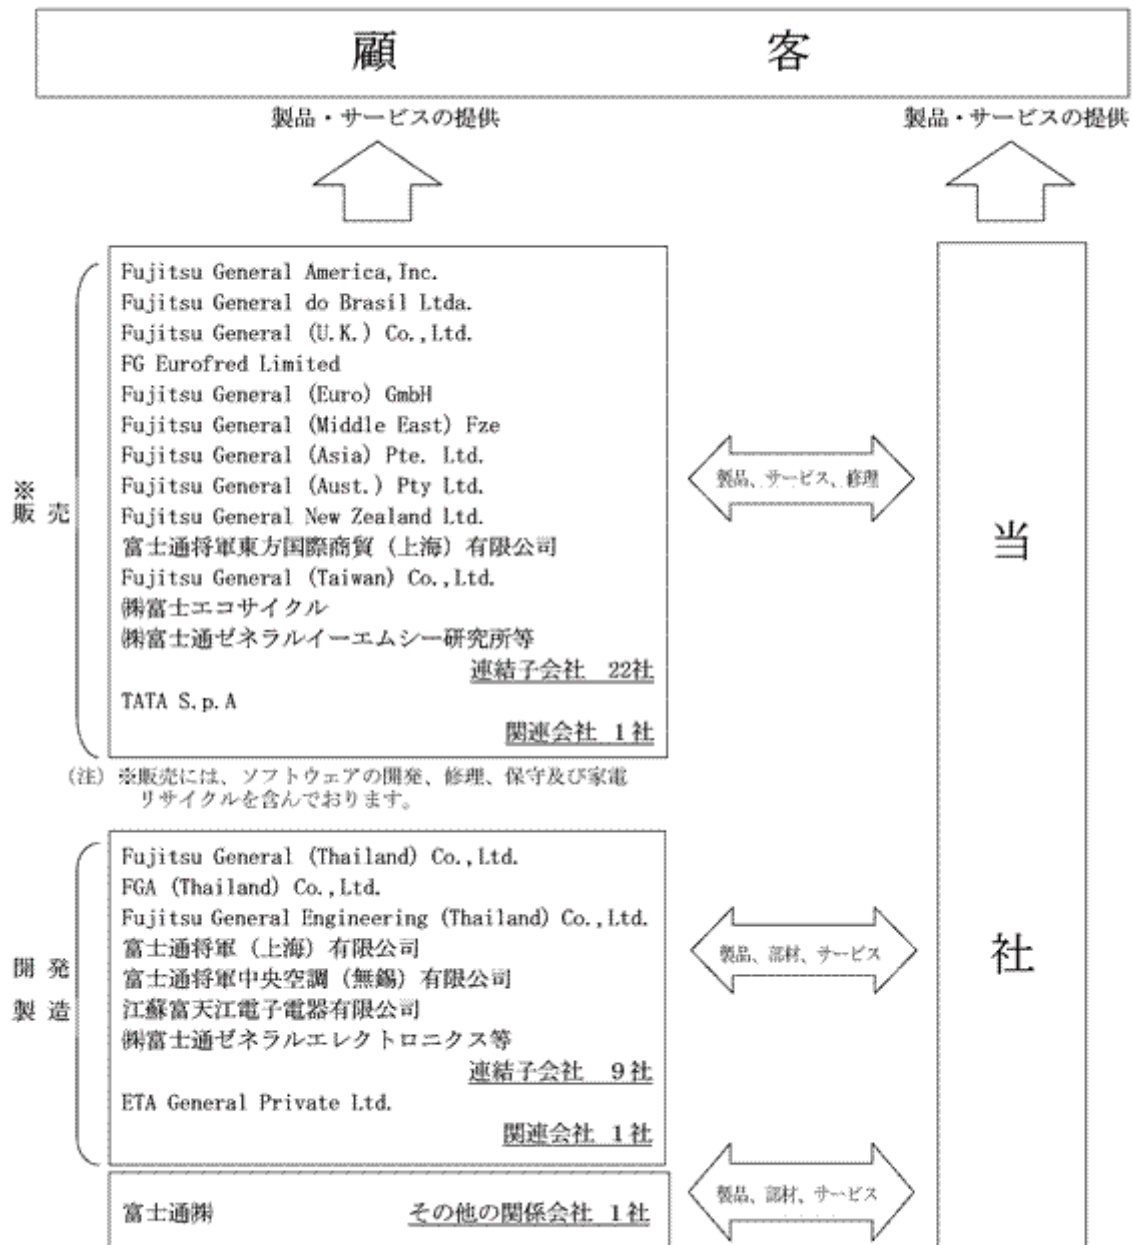 顧客
製品・サービスの提供
製品・サービスの提供
Fujitsu General America,Inc.
Fujitsu General do Brasil Ltda.
Fujitsu General (U.K.) Co.,Ltd.
FG Eurofred Limited
Fujitsu General (Euro) GmbH
Fujitsu General (Middle East) Fze
Fujitsu General (Asia) Pte. Ltd.
Fujitsu General (Aust.) Pty Ltd.
Fujitsu General New Zealand Ltd.
富士通将軍東方国際商貿（上海）有限公司
Fujitsu General (Taiwan) Co.,Ltd.
㈱富士エコサイクル
㈱富士通ゼネラルイーエムシー研究所等
連結子会社 22社
TATA S.p.A
関連会社 1社
※
販売
製品、サービス、修理
（注）※販売には、ソフトウェアの開発、修理、保守及び家電
リサイクルを含んでおります。
Fujitsu General (Thailand) Co.,Ltd.
FGA (Thailand) Co.,Ltd.
Fujitsu General Engineering (Thailand) Co.,Ltd.
富士通将軍（上海）有限公司
富士通将軍中央空調（無錫）有限公司
江蘇富天江電子電器有限公司
㈱富士通ゼネラルエレクトロニクス等
連結子会社 9社
ETA General Private Ltd.
関連会社 1社
開発
製造
製品、部材、サービス
富士通㈱ その他の関係会社 1社
製品、部材、サービス
当社